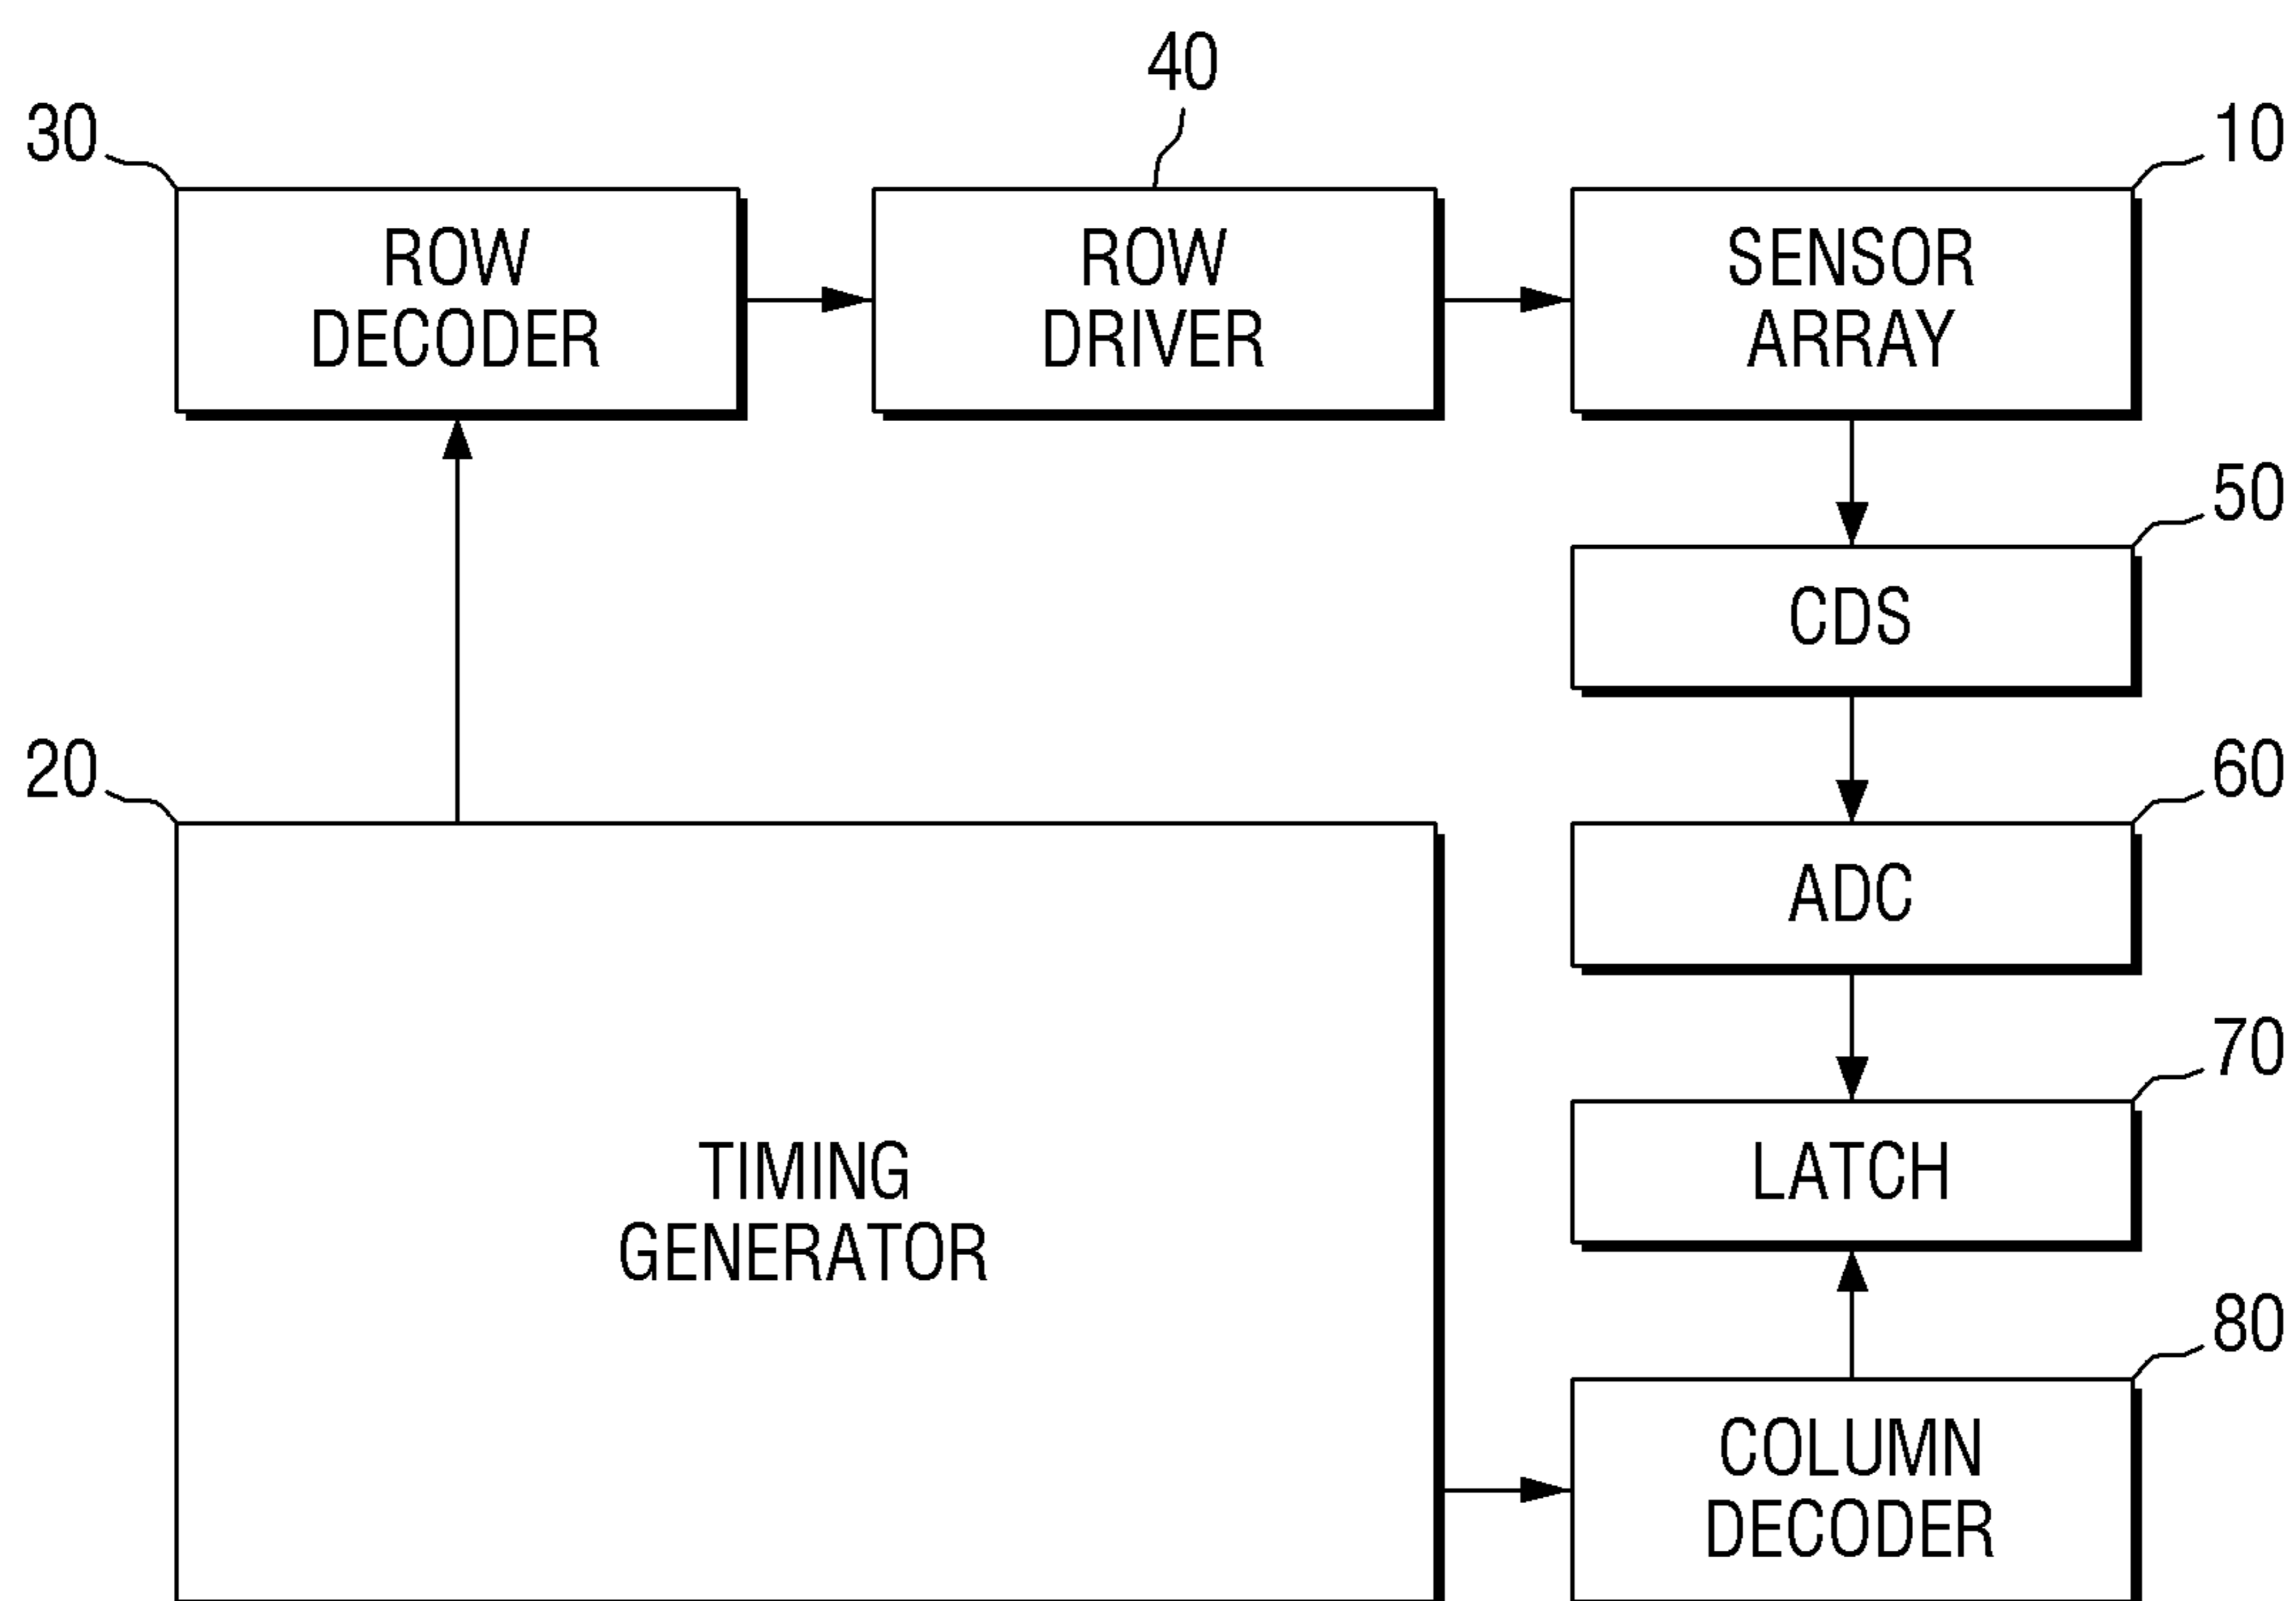 40
30
10
ROW
DECODER
ROW
DRIVER
SENSOR
ARRAY
50
CDS
20
60
ADC
70
LATCH
TIMING
GENERATOR
80
COLUMN
DECODER